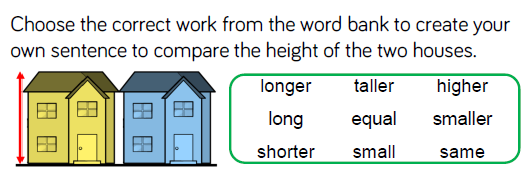 Choose the correct work from the word bank to create your
own sentence to compare the height of the two houses.
longer taller higher
long equal smaller
shorter small same